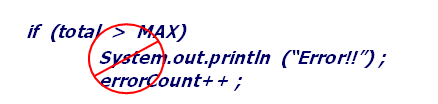 if (total > MAX)
System.out.println (“Error!!”) ;
errorCount++ ;